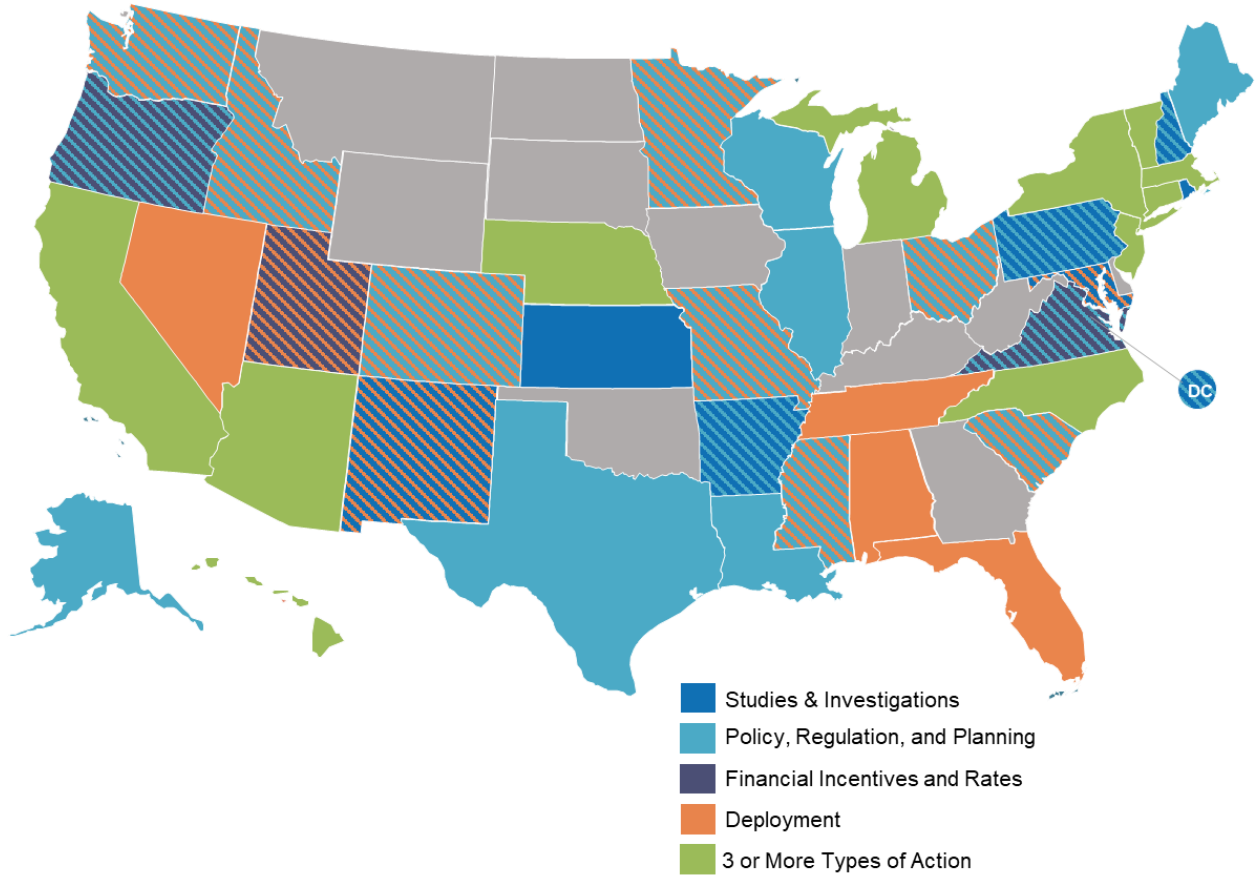 DC
Studies & Investigations
Policy, Regulation, and Planning
Financial Incentives and Rates
Deployment
3 or More Types of Action